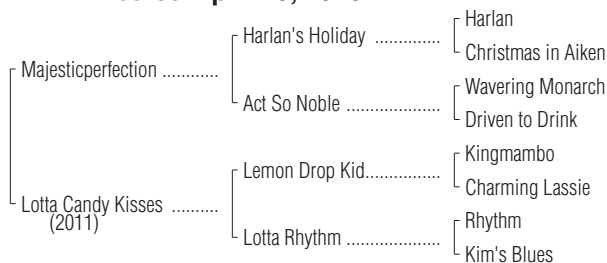 Harlan
Harlan's Holiday ..............
Christmas in Aiken
Majesticperfection ...........
Wavering Monarch
Act So Noble .....................
Driven to Drink
Kingmambo
Lemon Drop Kid.................
Charming Lassie
Lotta Candy Kisses .........
(2011)
Rhythm
Lotta Rhythm .....................
Kim's Blues